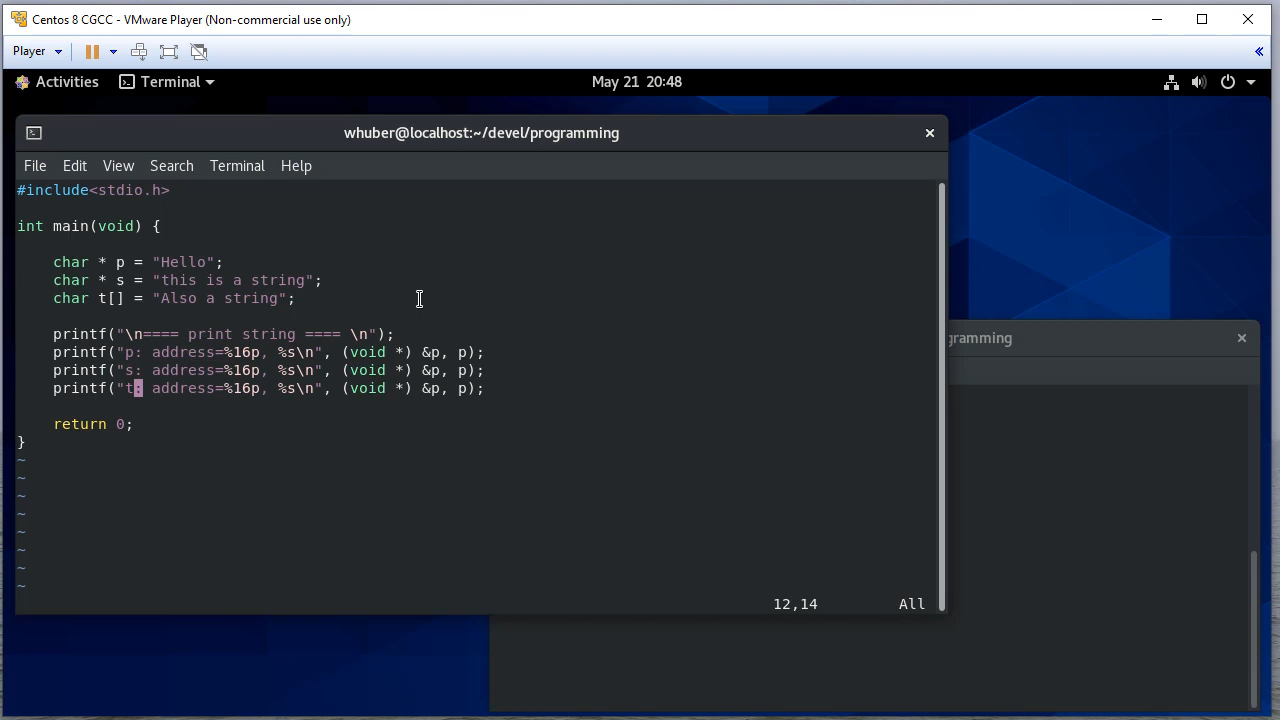 Centos 8 CGCC - VMware Player (Non-commercial use only)
Player
Activities Terminal May 21 20:48
whuber@localhost:~/devel/programming
File Edit View Search Terminal Help
#include<stdio.h>
int main(void) {
char * p = "Hello";
char * s = "this is a string";
char t[] = "Also a string";
printf("\n==== print string ==== \n");
printf("p: address=%16p, %s\n", (void *) &p, p);
printf("s: address=%16p, %s\n", (void *) &p, p);
printf("t: address=%16p, %s\n", (void *) &p, p);
return 0;
}
~
~
~
~
~
~
~
~
12,14 All
gramming